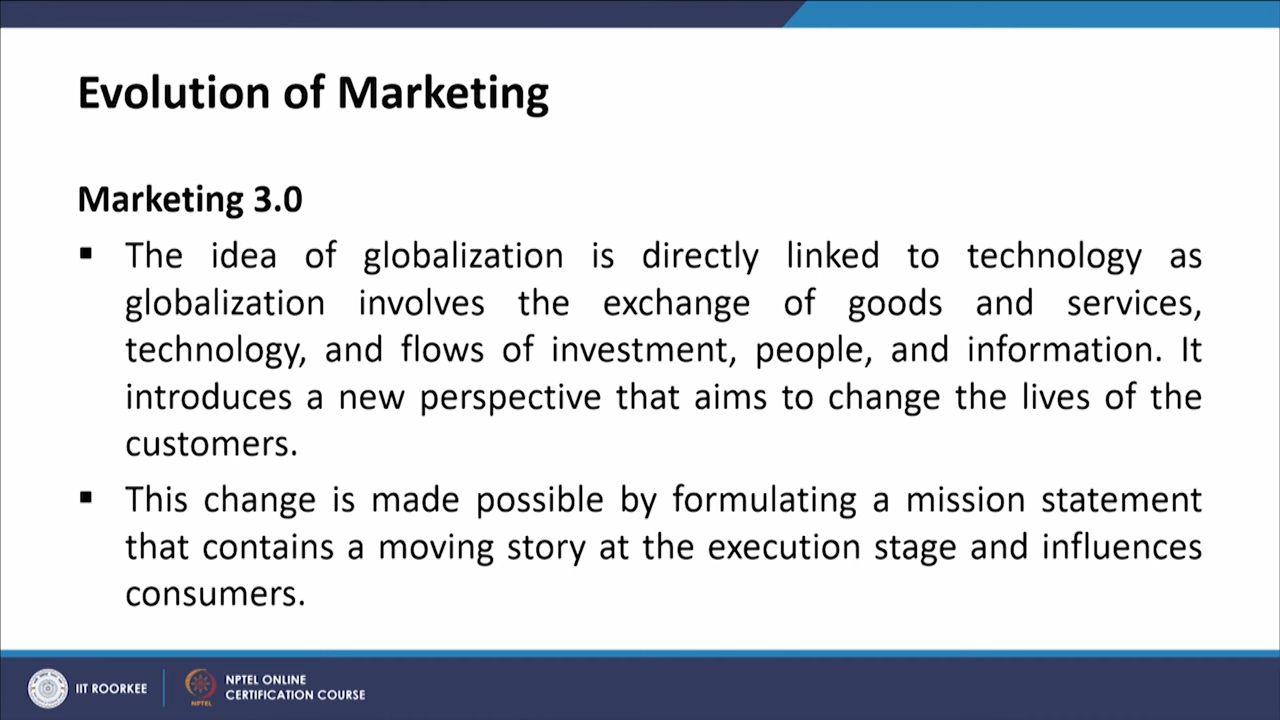 Evolution of Marketing
Marketing 3.0
▪ The idea of globalization is directly linked to technology as
globalization involves the exchange of goods and services,
technology, and flows of investment, people, and information. It
introduces a new perspective that aims to change the lives of the
customers.
▪ This change is made possible by formulating a mission statement
that contains a moving story at the execution stage and influences
consumers.
IIT ROORKEE
NPTEL
NPTEL ONLINE
CERTIFICATION COURSE